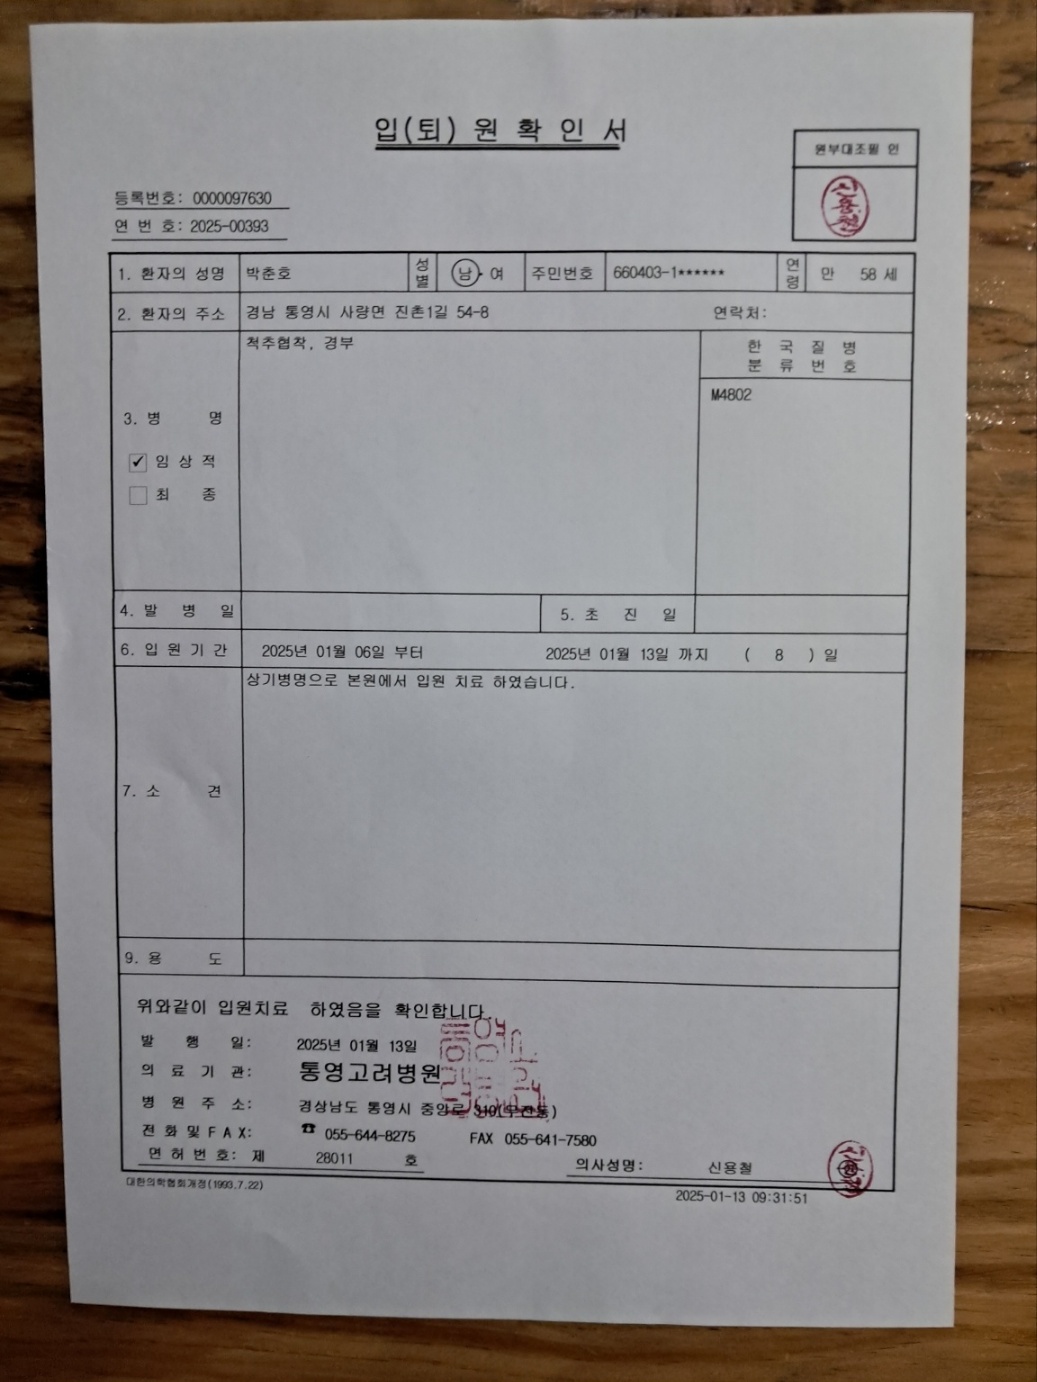 입(퇴) 원 확 인 서
원부대조필 인
신용철
등록번호: 0000097630
연 번 호: 2025-00393
1. 환자의 성명 박춘호 성별 남· 여 주민번호 660403-1****** 연령 만 58 세
2. 환자의 주소 경남 통영시 사량면 진촌1길 54-8 연락처:
척추협착, 경부
한 국 질 병
분 류 번 호
M4802
3. 병 명
✔ 임 상 적
최 종
4. 발 병 일 5. 초 진 일
6. 입 원 기 간 2025년 01월 06일 부터 2025년 01월 13일 까지 ( 8 ) 일
상기병명으로 본원에서 입원 치료 하였습니다.
7. 소 견
9. 용 도
위와같이 입원치료 하였음을 확인합니다.
발 행 일: 2025년 01월 13일
의 료 기 관: 통영고려병원
병 원 주 소: 경상남도 통영시 중앙로 310(무전동)
전 화 및 F A X: ☎ 055-644-8275 FAX 055-641-7580
면 허 번 호: 제 28011 호 의사성명: 신용철
대한의학협회개정(1993.7.22)
2025-01-13 09:31:51